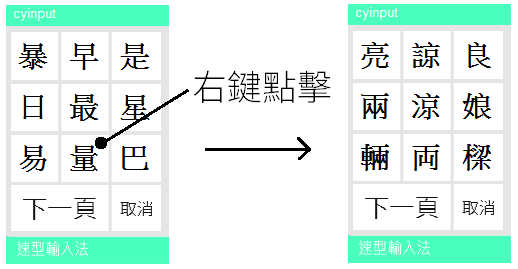 cyinput
暴 早 是
日 最 星
易 量 巴
下一頁 取消
速型輸入法
右鍵點擊
cyinput
亮 諒 良
兩 涼 娘
輛 両 樑
下一頁 取消
速型輸入法